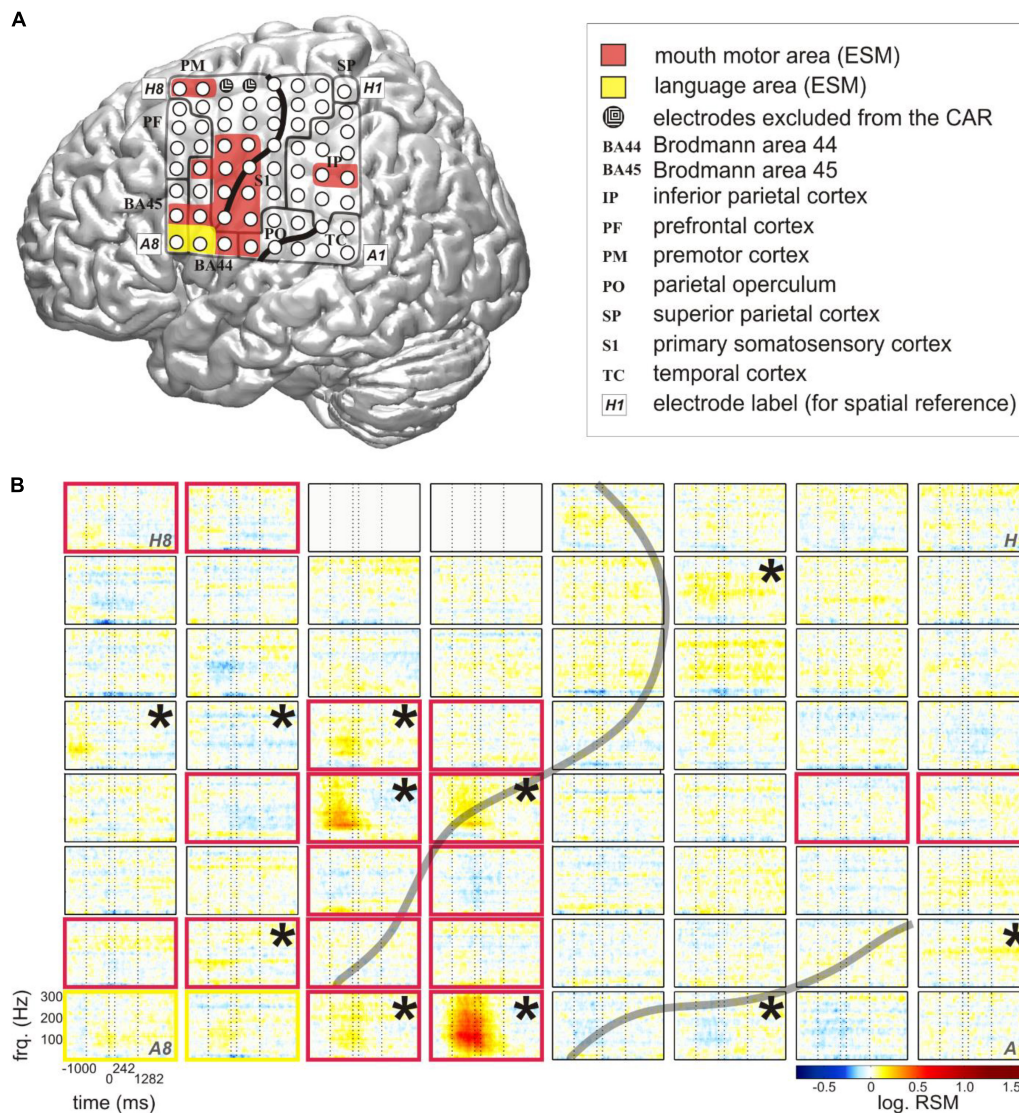 A
PM
SP
H8
H1
PF
IP
S1
BA45
PO
A8
TC
A1
BA44
mouth motor area (ESM)
language area (ESM)
electrodes excluded from the CAR
BA44 Brodmann area 44
BA45 Brodmann area 45
IP inferior parietal cortex
PF prefrontal cortex
PM premotor cortex
PO parietal operculum
SP superior parietal cortex
S1 primary somatosensory cortex
TC temporal cortex
H1 electrode label (for spatial reference)
B
H8
H
*
* * *
* *
* *
* * *
frq. (Hz)
300
200
100
A8
A
-1000 242
0 1282
time (ms)
-0.5 0 0.5 1.0 1.5
log. RSM